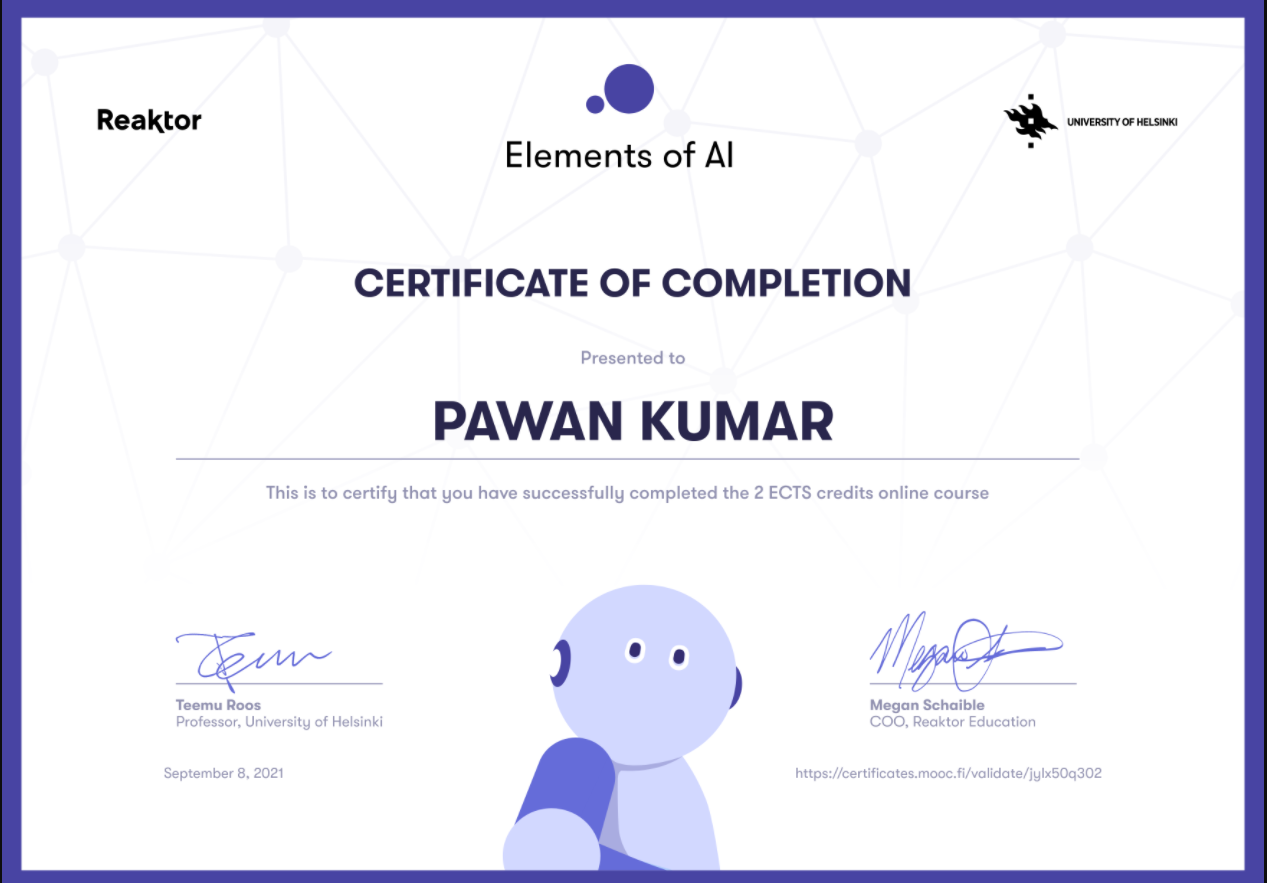 Reaktor
Elements of AI
UNIVERSITY OF HELSINKI
CERTIFICATE OF COMPLETION
Presented to
PAWAN KUMAR
This is to certify that you have successfully completed the 2 ECTS credits online course
Teemu Roos
Professor, University of Helsinki
Megan Schaible
COO, Reaktor Education
September 8, 2021
https://certificates.mooc.fi/validate/jylx50q302